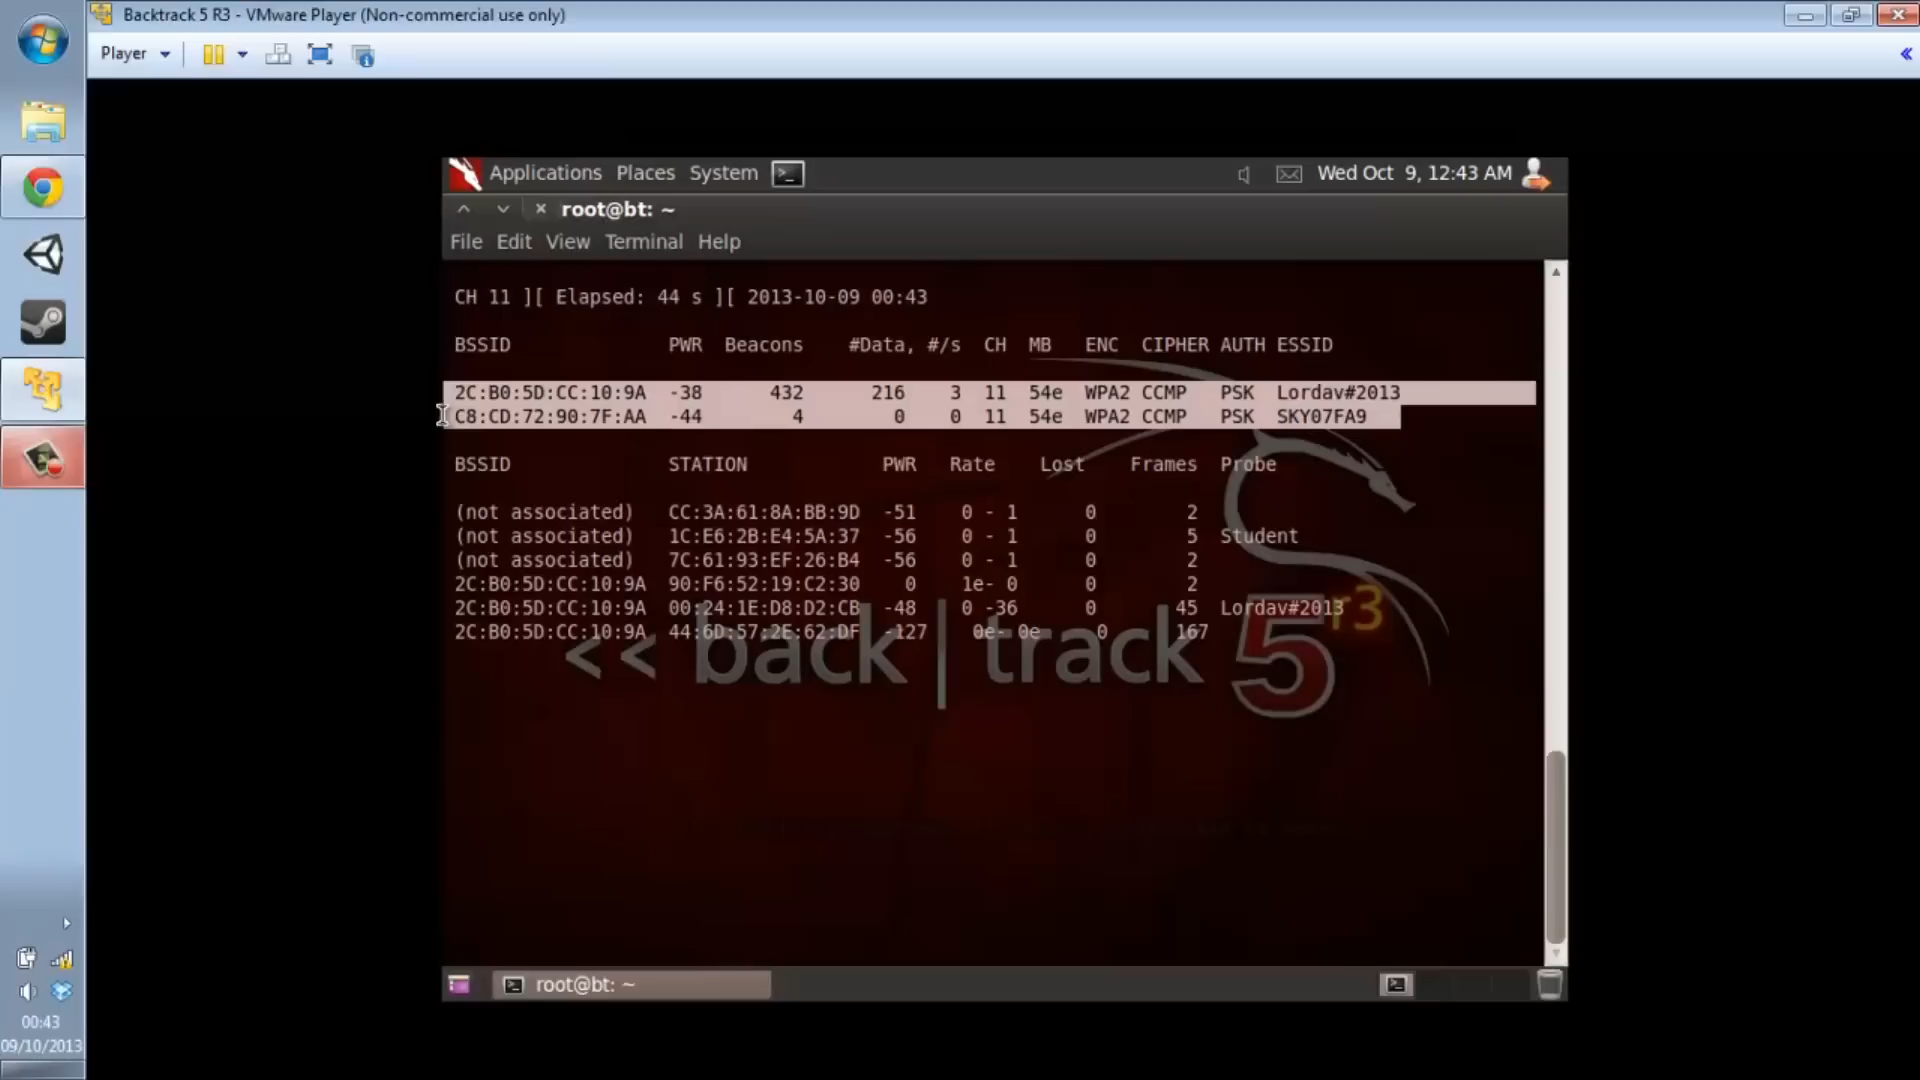 Backtrack 5 R3 - VMware Player (Non-commercial use only)
Player
Applications Places System Wed Oct 9, 12:43 AM
root@bt: ~
File Edit View Terminal Help
CH 11 ][ Elapsed: 44 s ][ 2013-10-09 00:43
BSSID PWR Beacons #Data, #/s CH MB ENC CIPHER AUTH ESSID
2C:B0:5D:CC:10:9A -38 432 216 3 11 54e WPA2 CCMP PSK Lordav#2013
C8:CD:72:90:7F:AA -44 4 0 0 11 54e WPA2 CCMP PSK SKY07FA9
BSSID STATION PWR Rate Lost Frames Probe
(not associated) CC:3A:61:8A:BB:9D -51 0 - 1 0 2
(not associated) 1C:E6:2B:E4:5A:37 -56 0 - 1 0 5 Student
(not associated) 7C:61:93:EF:26:B4 -56 0 - 1 0 2
2C:B0:5D:CC:10:9A 90:F6:52:19:C2:30 0 1e- 0 0 2
2C:B0:5D:CC:10:9A 00:24:1E:D8:D2:CB -48 0 -36 0 45 Lordav#2013
2C:B0:5D:CC:10:9A 44:6D:57:2E:62:DF -127 0e- 0e 0 167
<< back | track 5 r3
root@bt: ~
00:43
09/10/2013